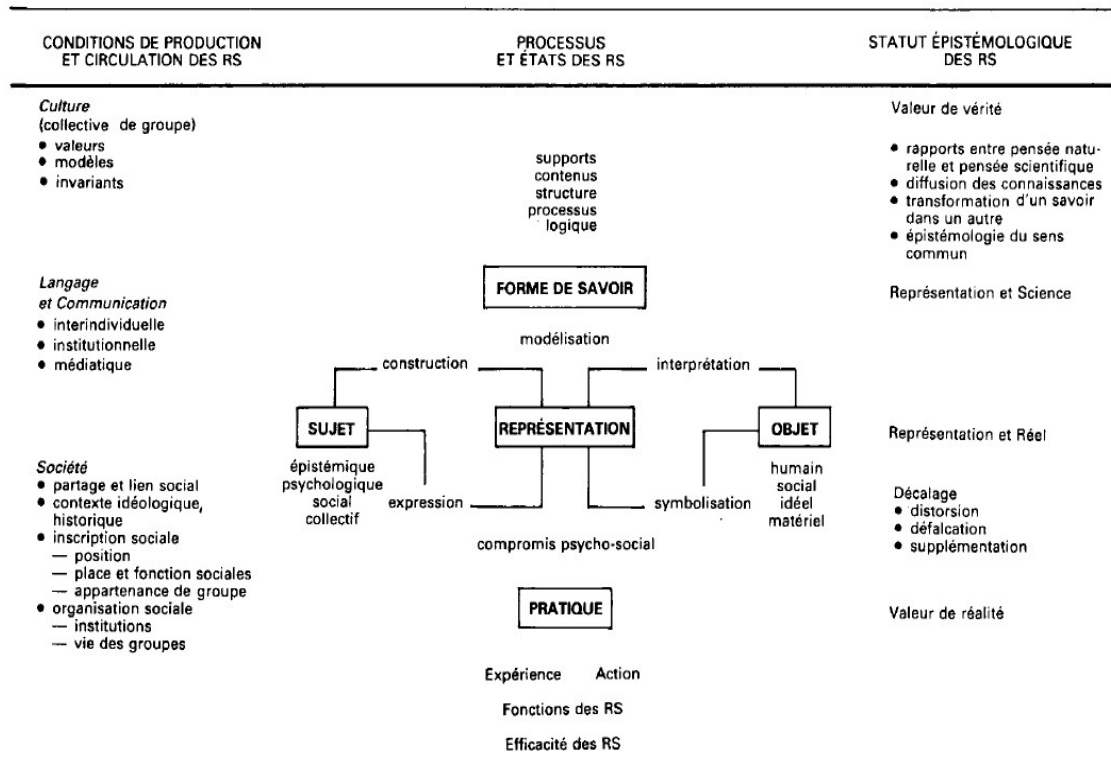 CONDITIONS DE PRODUCTION
ET CIRCULATION DES RS
PROCESSUS
ET ÉTATS DES RS
STATUT ÉPISTÉMOLOGIQUE
DES RS
Culture
(collective de groupe)
● valeurs
● modèles
● invariants
Langage
et Communication
● interindividuelle
● institutionnelle
● médiatique
Société
● partage et lien social
● contexte idéologique,
historique
● inscription sociale
— position
— place et fonction sociales
— appartenance de groupe
● organisation sociale
— institutions
— vie des groupes
supports
contenus
structure
processus
logique
FORME DE SAVOIR
modélisation
construction
interprétation
SUJET
REPRÉSENTATION
OBJET
épistémique
psychologique
social
collectif
expression
symbolisation
humain
social
idéel
matériel
compromis psycho-social
PRATIQUE
Expérience Action
Fonctions des RS
Efficacité des RS
Valeur de vérité
● rapports entre pensée natu-
relle et pensée scientifique
● diffusion des connaissances
● transformation d'un savoir
dans un autre
● épistémologie du sens
commun
Représentation et Science
Représentation et Réel
Décalage
● distorsion
● défalcation
● supplémentation
Valeur de réalité